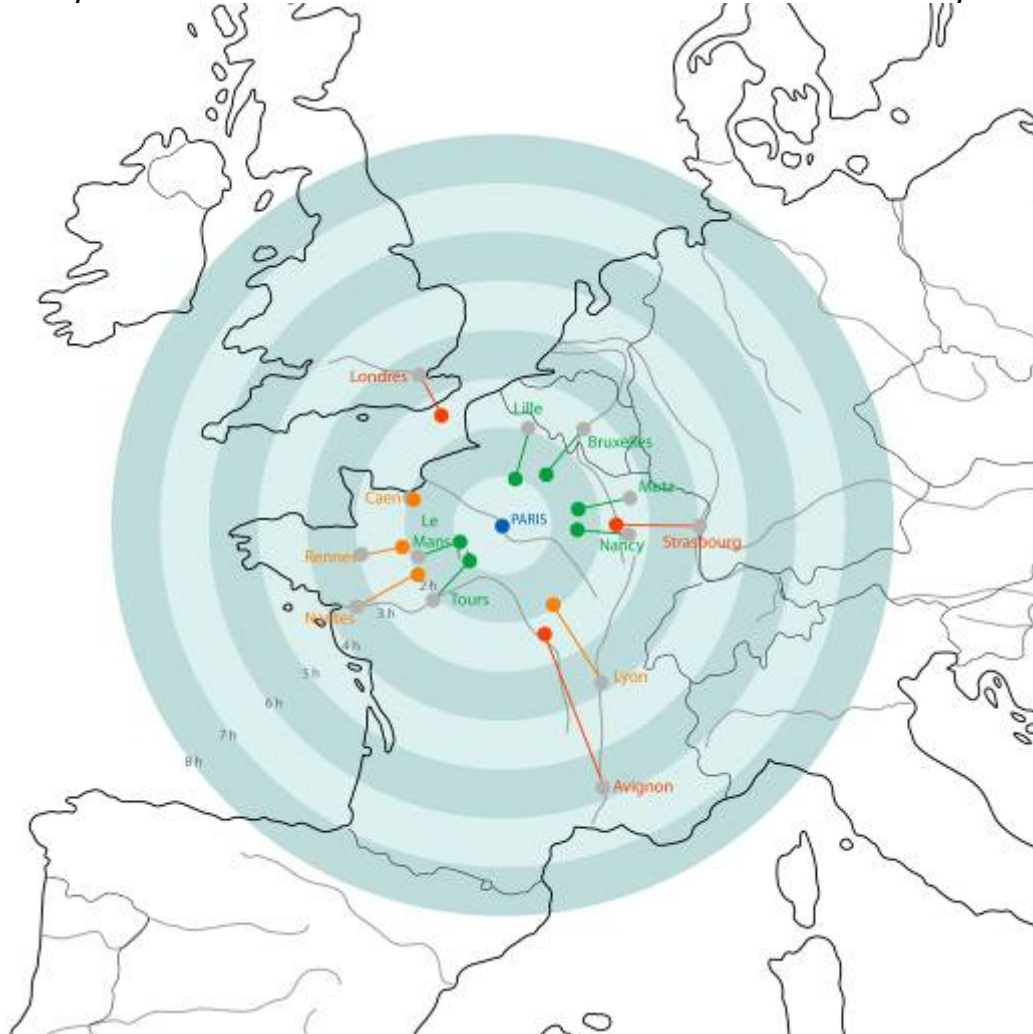 Londres
Lille
Bruxelles
Metz
Caen
PARIS
Le
Mans
Nancy
Strasbourg
Rennes
2 h
Tours
3 h
Nantes
4 h
Lyon
5 h
6 h
7 h
8 h
Avignon